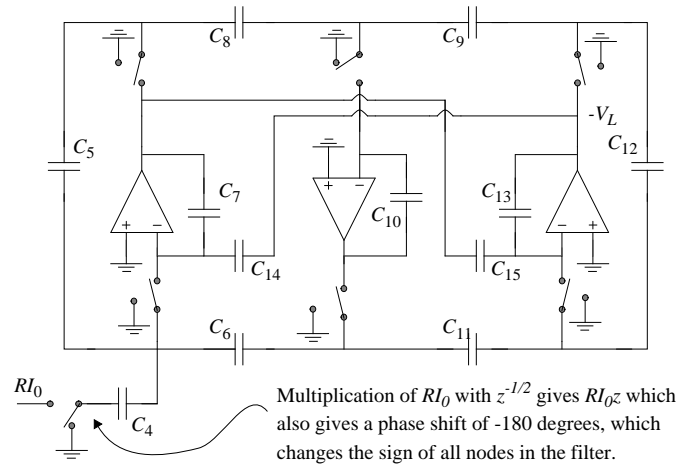 C8
C9
-VL
C5
C12
C7
C13
+ −
+ −
− +
C10
C14
C15
C6
C11
RI0
C4
Multiplication of RI0 with z^-1/2 gives RI0z which
also gives a phase shift of -180 degrees, which
changes the sign of all nodes in the filter.